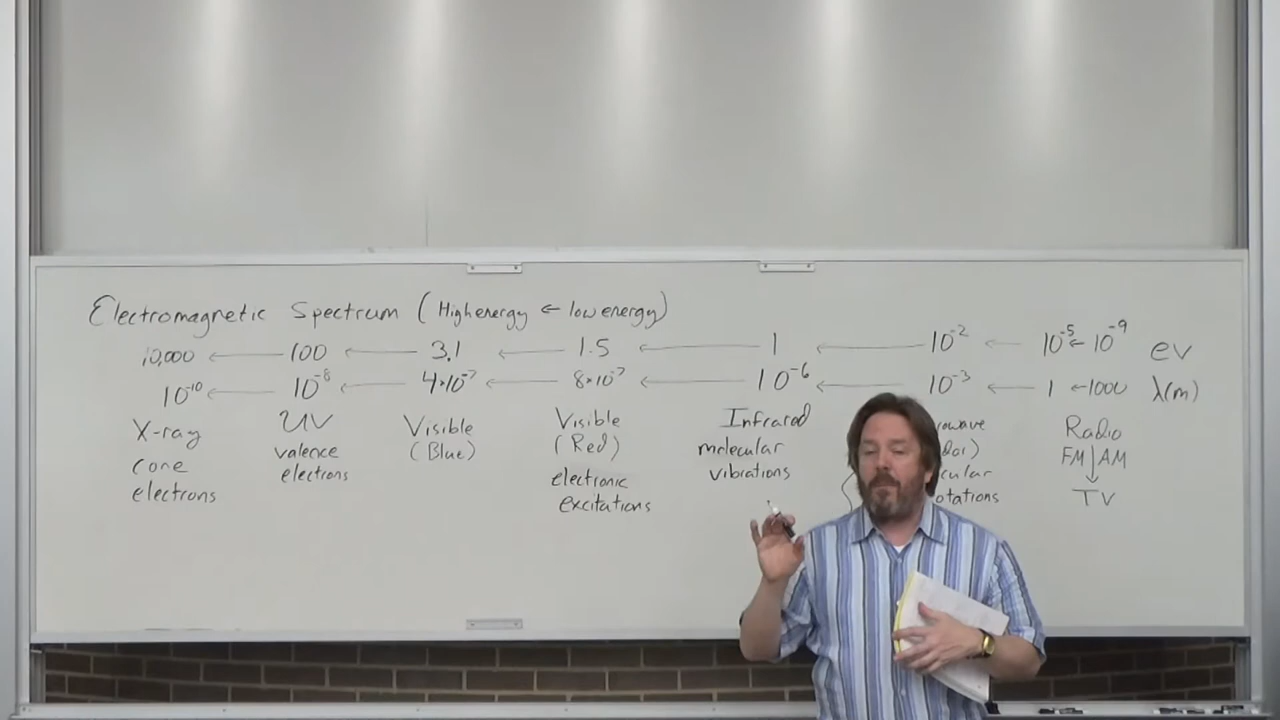 Electromagnetic Spectrum (High energy ← low energy)
10,000 ← 100 ← 3.1 ← 1.5 ← 1 ← 10⁻² ← 10⁻⁵ ← 10⁻⁹ ev
10⁻¹⁰ ← 10⁻⁸ ← 4×10⁻⁷ ← 8×10⁻⁷ ← 10⁻⁶ ← 10⁻³ ← 1 ← 1000 λ(m)
X-ray
core
electrons
UV
valence
electrons
Visible
(Blue)
Visible
(Red)
electronic
excitations
Infrared
molecular
vibrations
Radio
FM↓AM
TV